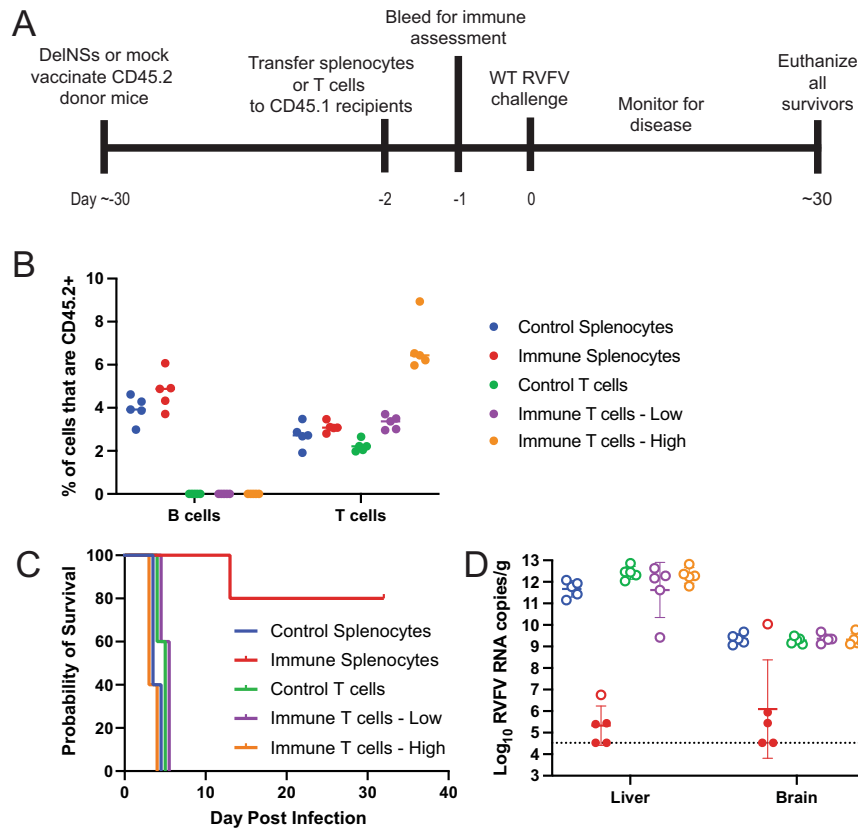 A
DelNSs or mock
vaccinate CD45.2
donor mice
Transfer splenocytes
or T cells
to CD45.1 recipients
Bleed for immune
assessment
WT RVFV
challenge
Monitor for
disease
Euthanize
all
survivors
Day ~-30
-2
-1
0
~30
B
% of cells that are CD45.2+
10
8
6
4
2
0
B cells
T cells
Control Splenocytes
Immune Splenocytes
Control T cells
Immune T cells - Low
Immune T cells - High
C
Probability of Survival
100
80
60
40
20
0
0
10
20
30
40
Day Post Infection
Control Splenocytes
Immune Splenocytes
Control T cells
Immune T cells - Low
Immune T cells - High
D
Log10 RVFV RNA copies/g
13
12
11
10
9
8
7
6
5
4
3
Liver
Brain